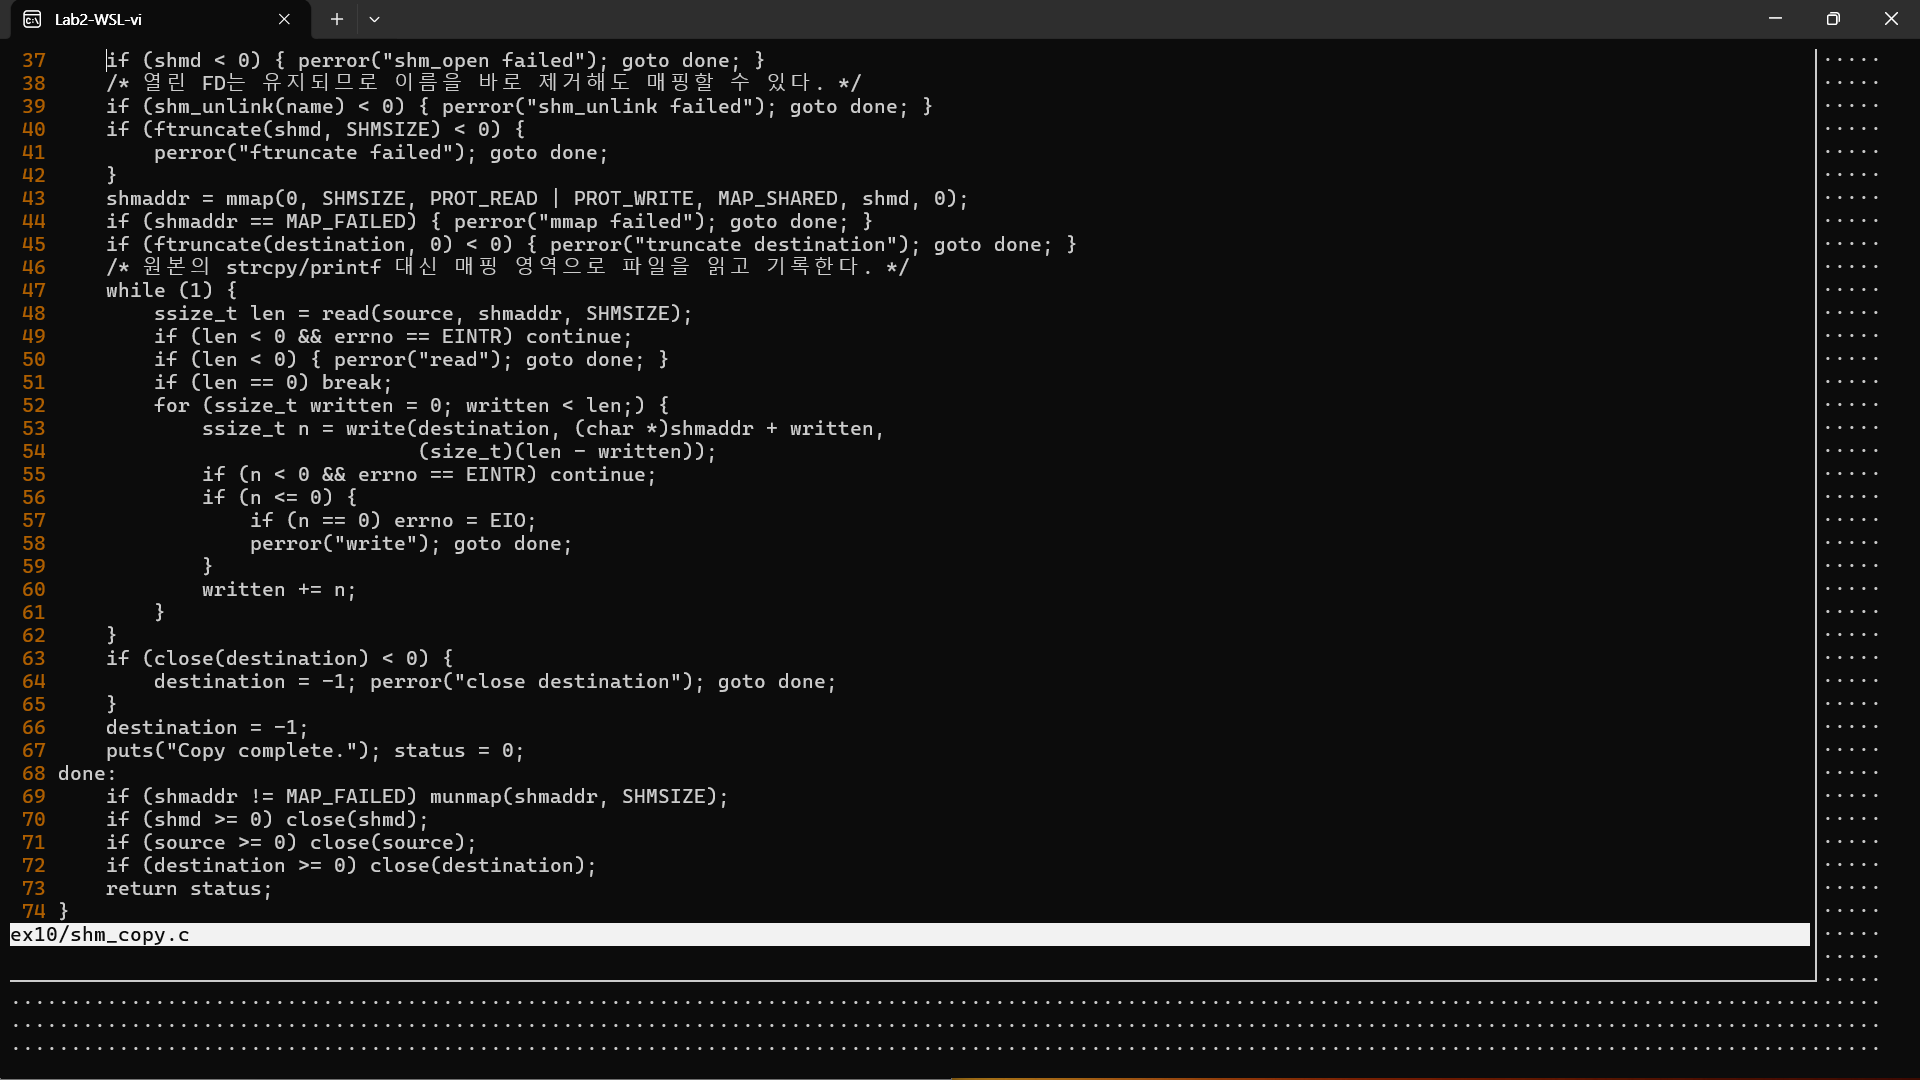 Lab2-WSL-vi
37     if (shmd < 0) { perror("shm_open failed"); goto done; }
38     /* 열린 FD는 유지되므로 이름을 바로 제거해도 매핑할 수 있다. */
39     if (shm_unlink(name) < 0) { perror("shm_unlink failed"); goto done; }
40     if (ftruncate(shmd, SHMSIZE) < 0) {
41         perror("ftruncate failed"); goto done;
42     }
43     shmaddr = mmap(0, SHMSIZE, PROT_READ | PROT_WRITE, MAP_SHARED, shmd, 0);
44     if (shmaddr == MAP_FAILED) { perror("mmap failed"); goto done; }
45     if (ftruncate(destination, 0) < 0) { perror("truncate destination"); goto done; }
46     /* 원본의 strcpy/printf 대신 매핑 영역으로 파일을 읽고 기록한다. */
47     while (1) {
48         ssize_t len = read(source, shmaddr, SHMSIZE);
49         if (len < 0 && errno == EINTR) continue;
50         if (len < 0) { perror("read"); goto done; }
51         if (len == 0) break;
52         for (ssize_t written = 0; written < len;) {
53             ssize_t n = write(destination, (char *)shmaddr + written,
54                               (size_t)(len - written));
55             if (n < 0 && errno == EINTR) continue;
56             if (n <= 0) {
57                 if (n == 0) errno = EIO;
58                 perror("write"); goto done;
59             }
60             written += n;
61         }
62     }
63     if (close(destination) < 0) {
64         destination = -1; perror("close destination"); goto done;
65     }
66     destination = -1;
67     puts("Copy complete."); status = 0;
68 done:
69     if (shmaddr != MAP_FAILED) munmap(shmaddr, SHMSIZE);
70     if (shmd >= 0) close(shmd);
71     if (source >= 0) close(source);
72     if (destination >= 0) close(destination);
73     return status;
74 }
ex10/shm_copy.c